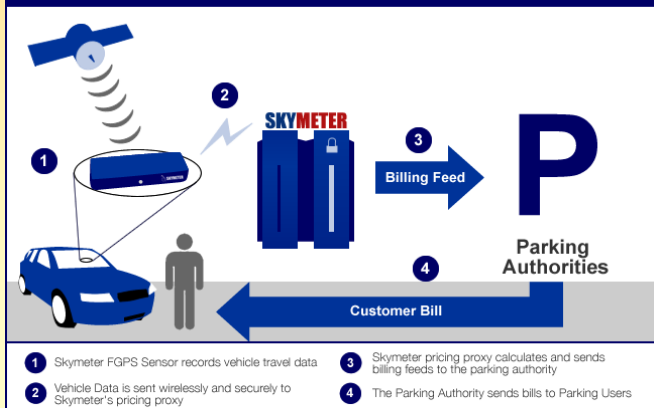 2
SKYMETER
3
1
SKYMETER
Billing Feed
P
Parking
Authorities
4
Customer Bill
1 Skymeter FGPS Sensor records vehicle travel data
2 Vehicle Data is sent wirelessly and securely to
Skymeter's pricing proxy
3 Skymeter pricing proxy calculates and sends
billing feeds to the parking authority
4 The Parking Authority sends bills to Parking Users